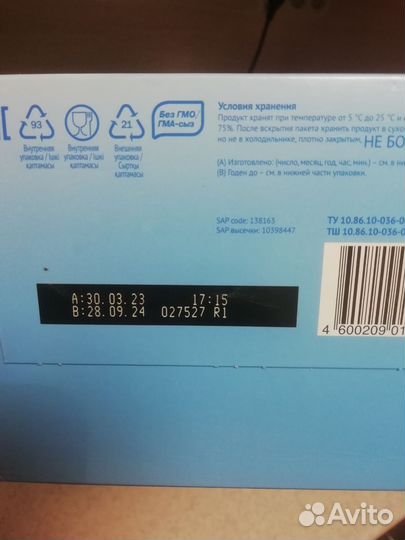 93
21
Внутренняя
упаковка / Ішкі
қаптамасы
Внутренняя
упаковка / Ішкі
қаптамасы
Внешняя
упаковка /
Сыртқы
қаптамасы
Без ГМО/
ГМА-сыз
Условия хранения
Продукт хранят при температуре от 5 °С до 25 °С и
75%. После вскрытия пакета хранить продукт в
но не в холодильнике, плотно закрытым, НЕ
(А) Изготовлено: (число, месяц, год, час, мин.) – см. в
(В) Годен до – см. в нижней части упаковки.
SAP code: 138163
SAP высечки: 10398447
ТУ 10.86.10-036-0
ТШ 10.86.10-036-0
A:30.03.23 17:15
B:28.09.24 027527 R1
4 600209 01
Avito